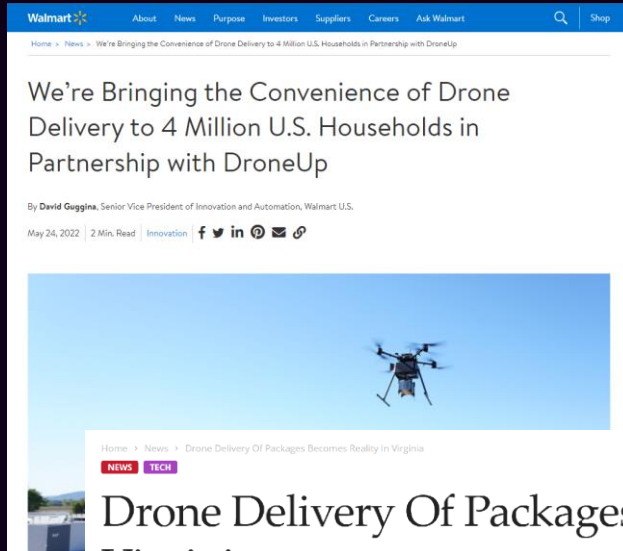 Walmart About News Purpose Investors Suppliers Careers Ask Walmart Shop
Home > News > We're Bringing the Convenience of Drone Delivery to 4 Million U.S. Households in Partnership with DroneUp
We’re Bringing the Convenience of Drone
Delivery to 4 Million U.S. Households in
Partnership with DroneUp
By David Guggina, Senior Vice President of Innovation and Automation, Walmart U.S.
May 24, 2022 2 Min. Read Innovation
Home > News > Drone Delivery Of Packages Becomes Reality In Virginia
NEWS TECH
Drone Delivery Of Packages